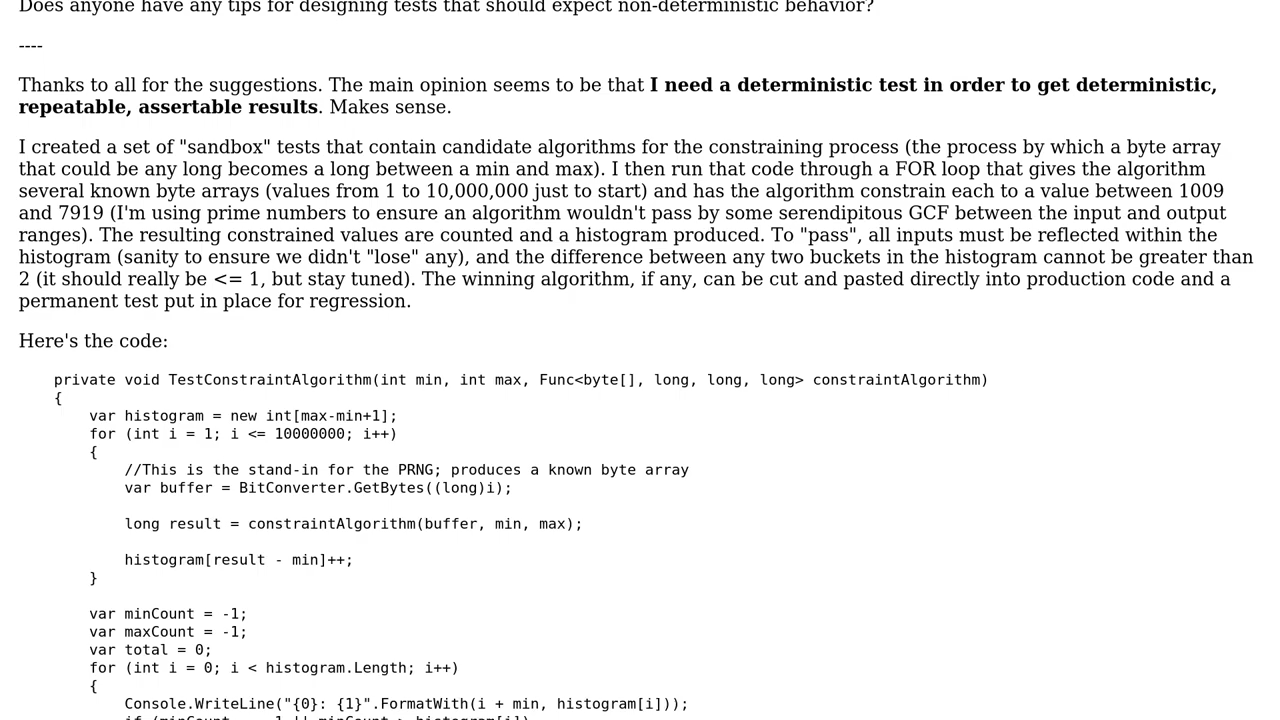 Does anyone have any tips for designing tests that should expect non-deterministic behavior?
----
Thanks to all for the suggestions. The main opinion seems to be that I need a deterministic test in order to get deterministic,
repeatable, assertable results. Makes sense.
I created a set of "sandbox" tests that contain candidate algorithms for the constraining process (the process by which a byte array
that could be any long becomes a long between a min and max). I then run that code through a FOR loop that gives the algorithm
several known byte arrays (values from 1 to 10,000,000 just to start) and has the algorithm constrain each to a value between 1009
and 7919 (I'm using prime numbers to ensure an algorithm wouldn't pass by some serendipitous GCF between the input and output
ranges). The resulting constrained values are counted and a histogram produced. To "pass", all inputs must be reflected within the
histogram (sanity to ensure we didn't "lose" any), and the difference between any two buckets in the histogram cannot be greater than
2 (it should really be <= 1, but stay tuned). The winning algorithm, if any, can be cut and pasted directly into production code and a
permanent test put in place for regression.
Here's the code:
private void TestConstraintAlgorithm(int min, int max, Func<byte[], long, long, long> constraintAlgorithm)
{
var histogram = new int[max-min+1];
for (int i = 1; i <= 10000000; i++)
{
//This is the stand-in for the PRNG; produces a known byte array
var buffer = BitConverter.GetBytes((long)i);
long result = constraintAlgorithm(buffer, min, max);
histogram[result - min]++;
}
var minCount = -1;
var maxCount = -1;
var total = 0;
for (int i = 0; i < histogram.Length; i++)
{
Console.WriteLine("{0}: {1}".FormatWith(i + min, histogram[i]));